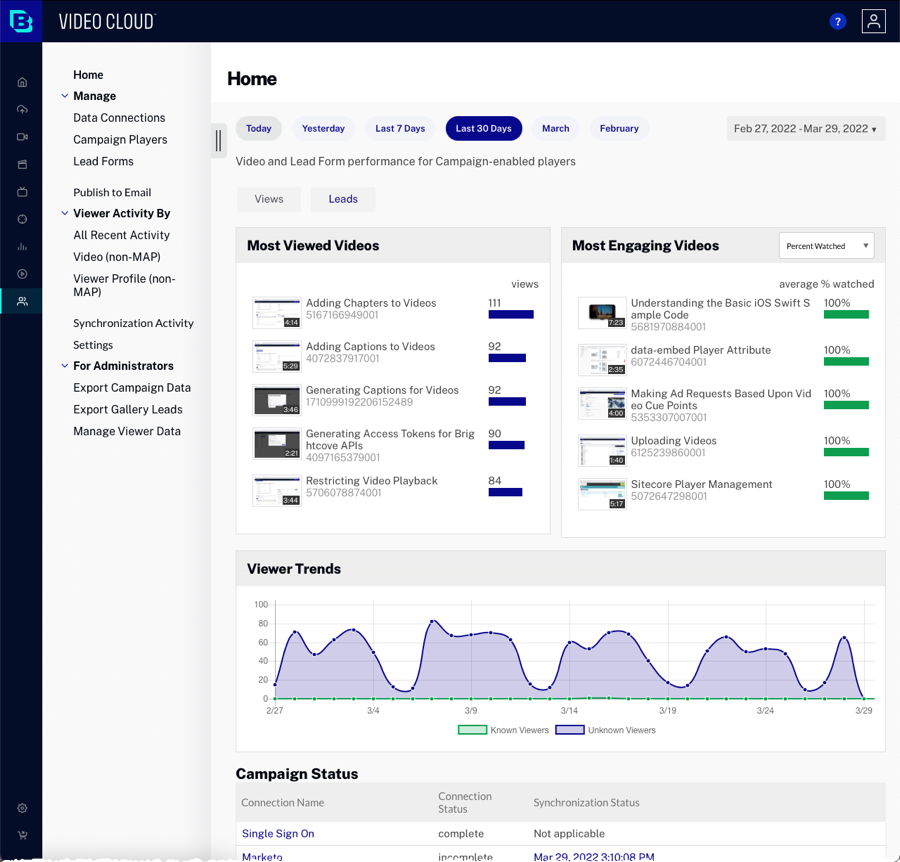 VIDEO CLOUD
?
Home
Manage
Data Connections
Campaign Players
Lead Forms
Publish to Email
Viewer Activity By
All Recent Activity
Video (non-MAP)
Viewer Profile (non-
MAP)
Synchronization Activity
Settings
For Administrators
Export Campaign Data
Export Gallery Leads
Manage Viewer Data
Home
Today Yesterday Last 7 Days Last 30 Days March February Feb 27, 2022 - Mar 29, 2022
Video and Lead Form performance for Campaign-enabled players
Views Leads
Most Viewed Videos
views
4:14 Adding Chapters to Videos 111
5167166949001
5:29 Adding Captions to Videos 92
4072837917001
3:46 Generating Captions for Videos 92
1710999192206152489
2:21 Generating Access Tokens for Brig 90
htcove APIs
4097165379001
3:44 Restricting Video Playback 84
5706078874001
Most Engaging Videos Percent Watched
average % watched
7:23 Understanding the Basic iOS Swift S 100%
ample Code
5681970884001
2:35 data-embed Player Attribute 100%
6072446704001
4:00 Making Ad Requests Based Upon Vid 100%
eo Cue Points
5353307007001
1:40 Uploading Videos 100%
6125239860001
5:17 Sitecore Player Management 100%
5072647298001
Viewer Trends
100
80
60
40
20
0
2/27 3/4 3/9 3/14 3/19 3/24 3/29
Known Viewers Unknown Viewers
Campaign Status
Connection Name Connection Status Synchronization Status
Single Sign On complete Not applicable
Marketo incomplete Mar 29, 2022 3:10:08 PM